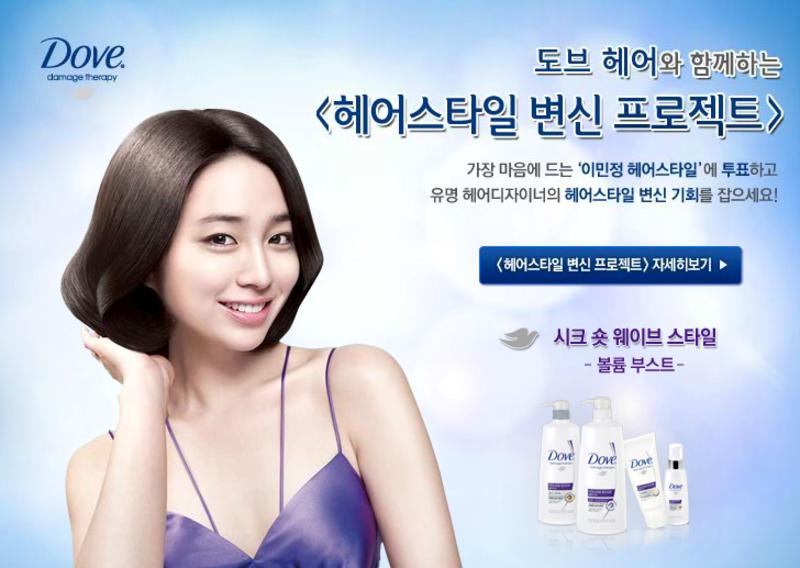 Dove.
damage therapy
도브 헤어와 함께하는
<헤어스타일 변신 프로젝트>
가장 마음에 드는 '이민정 헤어스타일'에 투표하고
유명 헤어디자이너의 헤어스타일 변신 기회를 잡으세요!
<헤어스타일 변신 프로젝트> 자세히보기 ▶
시크 숏 웨이브 스타일
- 볼륨 부스트 -
Dove
Dove
Dove
Dove